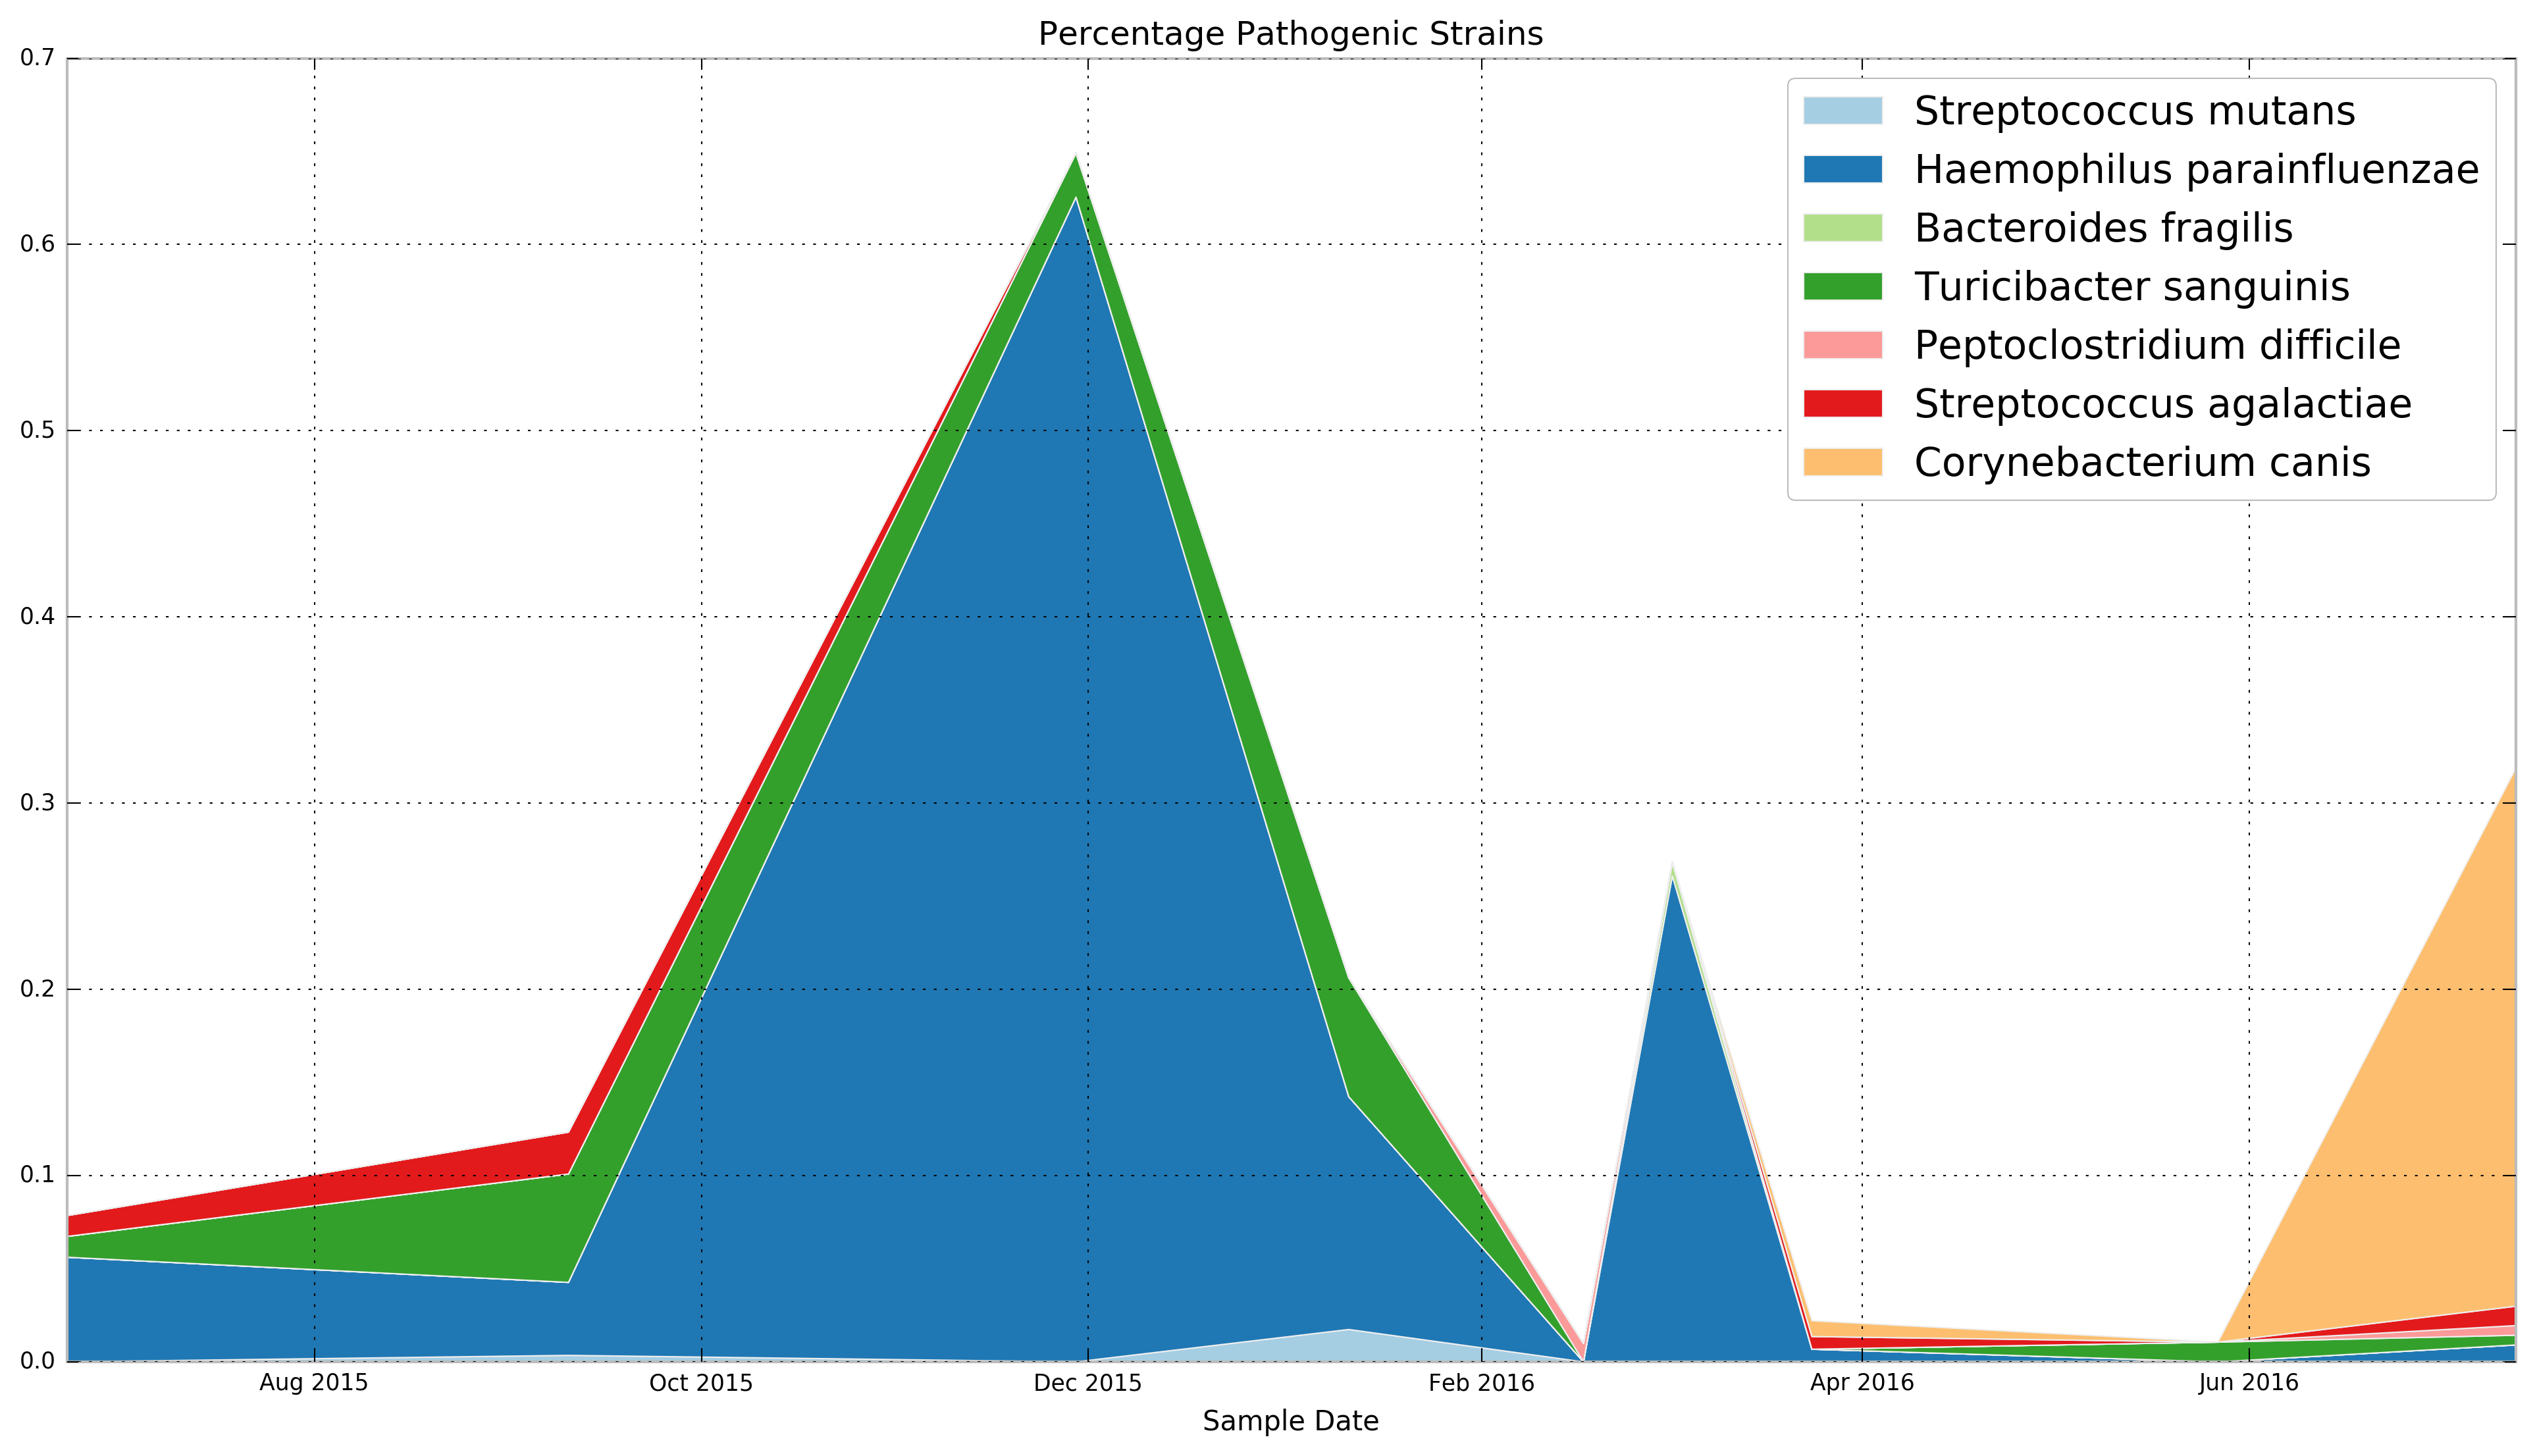 Percentage Pathogenic Strains
0.7
0.6
0.5
0.4
0.3
0.2
0.1
0.0
Streptococcus mutans
Haemophilus parainfluenzae
Bacteroides fragilis
Turicibacter sanguinis
Peptoclostridium difficile
Streptococcus agalactiae
Corynebacterium canis
Aug 2015 Oct 2015 Dec 2015 Feb 2016 Apr 2016 Jun 2016
Sample Date